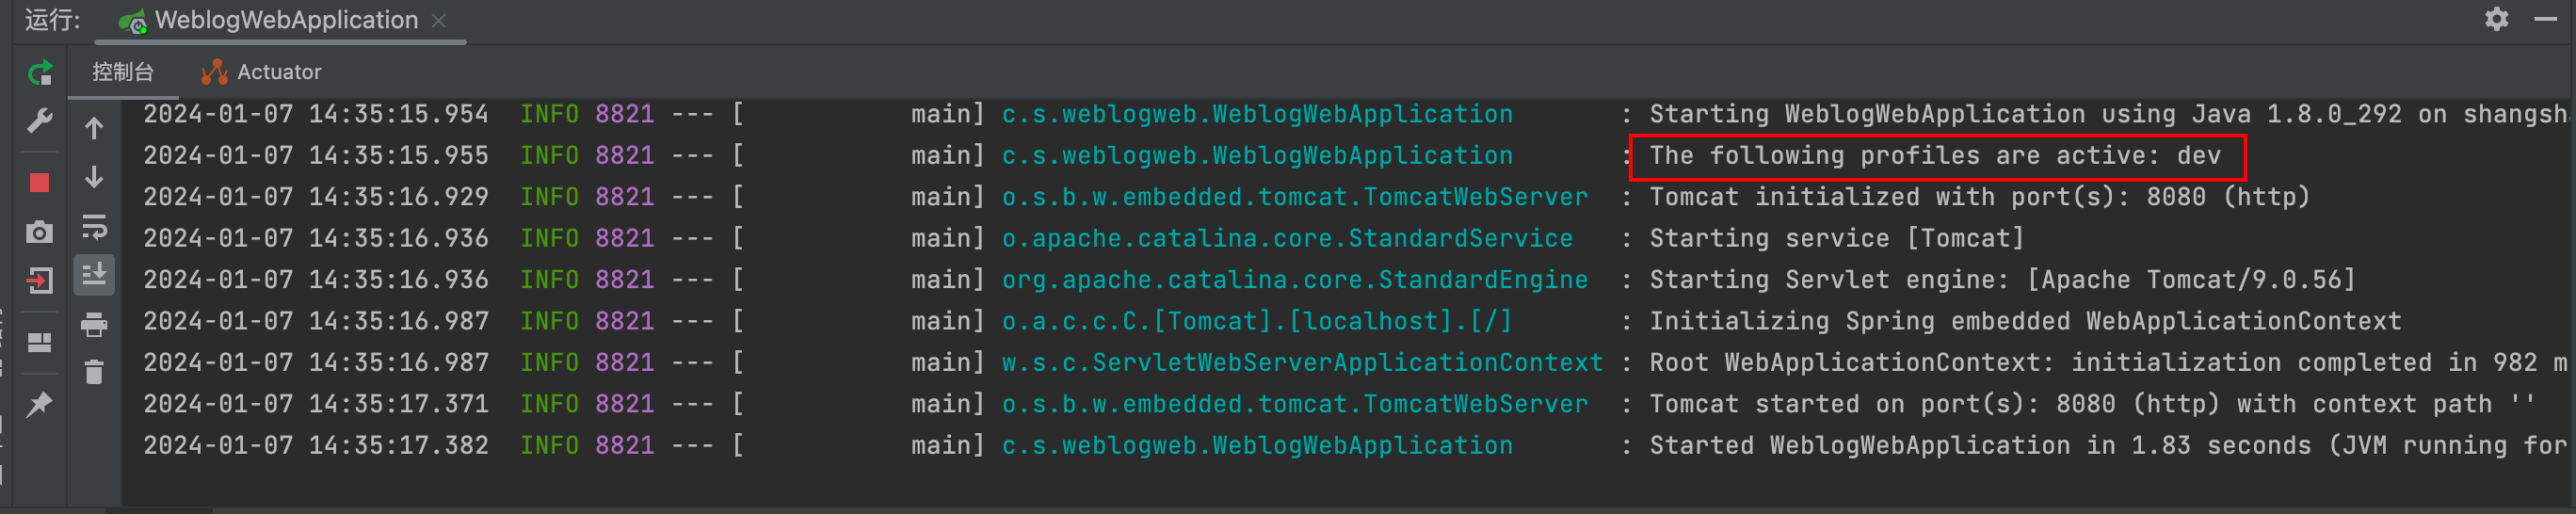 运行: WeblogWebApplication
控制台 Actuator
2024-01-07 14:35:15.954 INFO 8821 --- [ main] c.s.weblogweb.WeblogWebApplication : Starting WeblogWebApplication using Java 1.8.0_292 on
2024-01-07 14:35:15.955 INFO 8821 --- [ main] c.s.weblogweb.WeblogWebApplication : The following profiles are active: dev
2024-01-07 14:35:16.929 INFO 8821 --- [ main] o.s.b.w.embedded.tomcat.TomcatWebServer : Tomcat initialized with port(s): 8080 (http)
2024-01-07 14:35:16.936 INFO 8821 --- [ main] o.apache.catalina.core.StandardService : Starting service [Tomcat]
2024-01-07 14:35:16.936 INFO 8821 --- [ main] org.apache.catalina.core.StandardEngine : Starting Servlet engine: [Apache Tomcat/9.0.56]
2024-01-07 14:35:16.987 INFO 8821 --- [ main] o.a.c.c.C.[Tomcat].[localhost].[/] : Initializing Spring embedded WebApplicationContext
2024-01-07 14:35:16.987 INFO 8821 --- [ main] w.s.c.ServletWebServerApplicationContext : Root WebApplicationContext: initialization completed in 982 m
2024-01-07 14:35:17.371 INFO 8821 --- [ main] o.s.b.w.embedded.tomcat.TomcatWebServer : Tomcat started on port(s): 8080 (http) with context path ''
2024-01-07 14:35:17.382 INFO 8821 --- [ main] c.s.weblogweb.WeblogWebApplication : Started WeblogWebApplication in 1.83 seconds (JVM running for